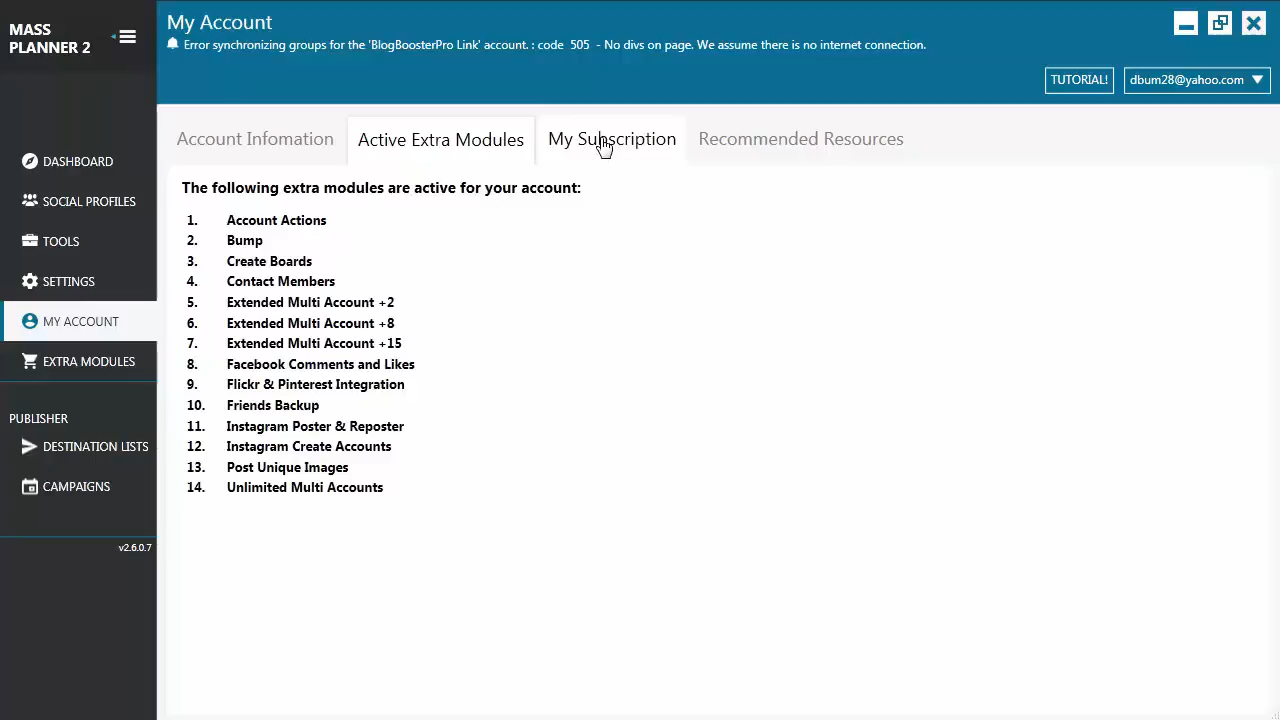 MASS
PLANNER 2
My Account
Error synchronizing groups for the 'BlogBoosterPro Link' account. : code 505 - No divs on page. We assume there is no internet connection.
TUTORIAL!
dbum28@yahoo.com
Account Infomation
Active Extra Modules
My Subscription
Recommended Resources
DASHBOARD
SOCIAL PROFILES
TOOLS
SETTINGS
MY ACCOUNT
EXTRA MODULES
PUBLISHER
DESTINATION LISTS
CAMPAIGNS
v2.6.0.7
The following extra modules are active for your account:
1. Account Actions
2. Bump
3. Create Boards
4. Contact Members
5. Extended Multi Account +2
6. Extended Multi Account +8
7. Extended Multi Account +15
8. Facebook Comments and Likes
9. Flickr & Pinterest Integration
10. Friends Backup
11. Instagram Poster & Reposter
12. Instagram Create Accounts
13. Post Unique Images
14. Unlimited Multi Accounts